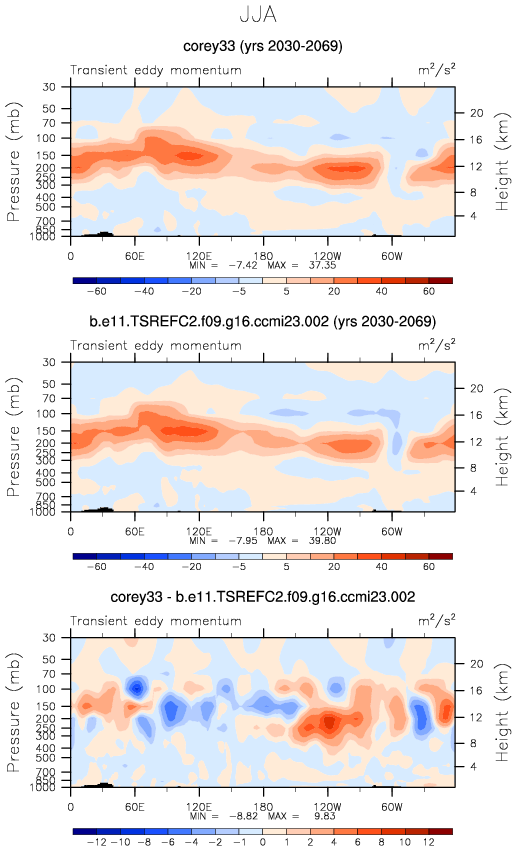 JJA
corey33 (yrs 2030-2069)
Transient eddy momentum m²/s²
Pressure (mb)
30
50
70
100
150
200
250
300
400
500
700
850
1000
Height (km)
20
16
12
8
4
0 60E 120E 180 120W 60W
MIN = -7.42 MAX = 37.35
-60 -40 -20 -5 5 20 40 60
b.e11.TSREFC2.f09.g16.ccmi23.002 (yrs 2030-2069)
Transient eddy momentum m²/s²
Pressure (mb)
30
50
70
100
150
200
250
300
400
500
700
850
1000
Height (km)
20
16
12
8
4
0 60E 120E 180 120W 60W
MIN = -7.95 MAX = 39.80
-60 -40 -20 -5 5 20 40 60
corey33 - b.e11.TSREFC2.f09.g16.ccmi23.002
Transient eddy momentum m²/s²
Pressure (mb)
30
50
70
100
150
200
250
300
400
500
700
850
1000
Height (km)
20
16
12
8
4
0 60E 120E 180 120W 60W
MIN = -8.82 MAX = 9.83
-12 -10 -8 -6 -4 -2 -1 0 1 2 4 6 8 10 12